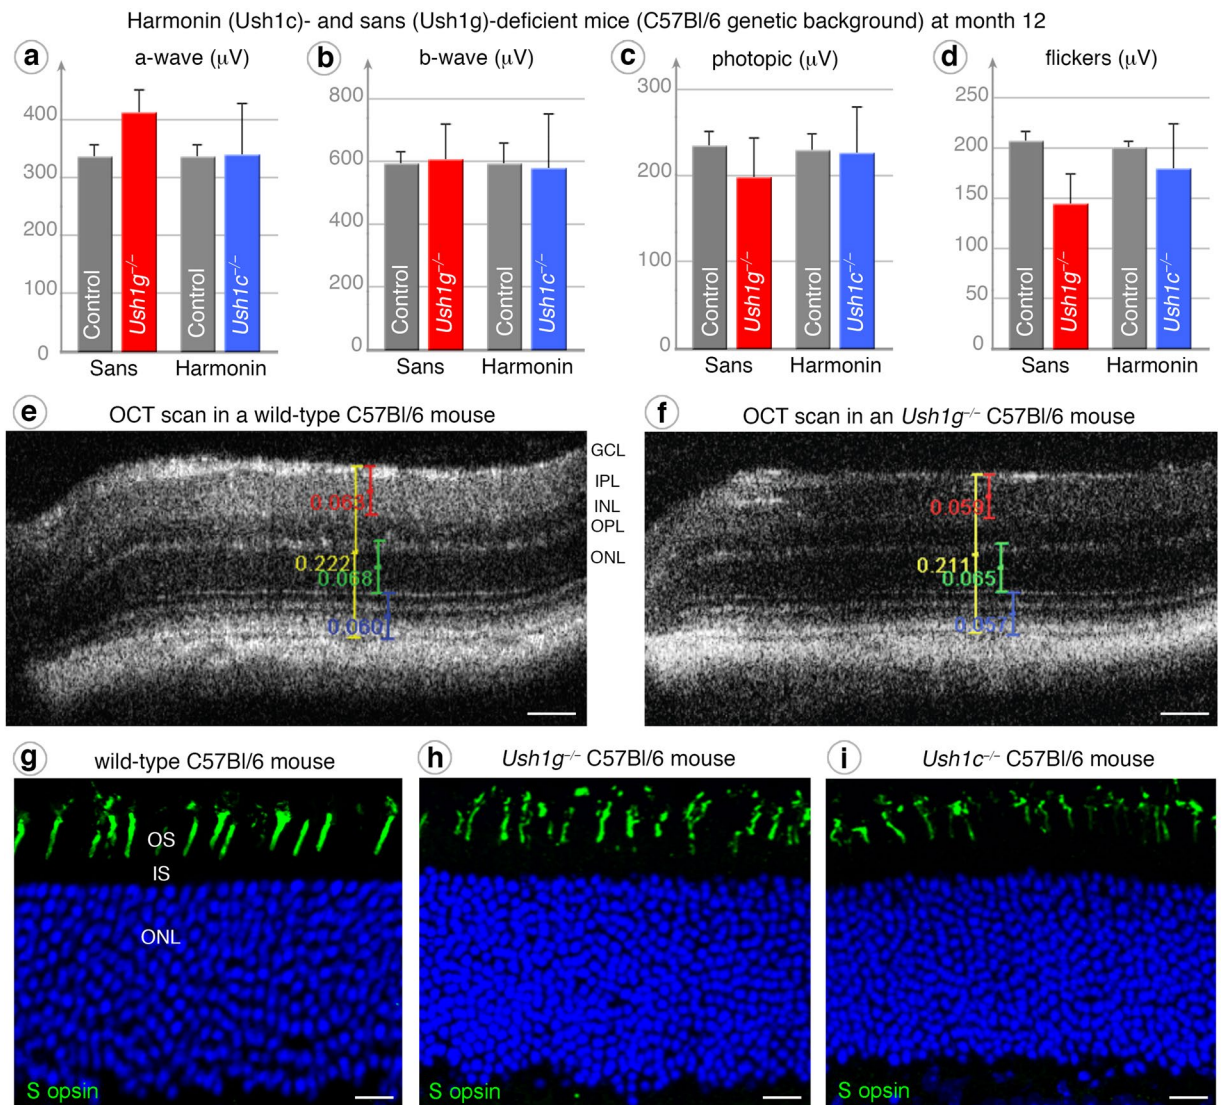 Harmonin (Ush1c)- and sans (Ush1g)-deficient mice (C57Bl/6 genetic background) at month 12
a
a-wave (μV)
400
300
200
100
0
Control
Ush1g⁻/⁻
Control
Ush1c⁻/⁻
Sans
Harmonin
b
b-wave (μV)
800
600
400
200
0
Control
Ush1g⁻/⁻
Control
Ush1c⁻/⁻
Sans
Harmonin
c
photopic (μV)
300
200
100
0
Control
Ush1g⁻/⁻
Control
Ush1c⁻/⁻
Sans
Harmonin
d
flickers (μV)
250
200
150
100
50
0
Control
Ush1g⁻/⁻
Control
Ush1c⁻/⁻
Sans
Harmonin
e
OCT scan in a wild-type C57Bl/6 mouse
0.063
0.222
0.068
0.060
GCL
IPL
INL
OPL
ONL
f
OCT scan in an Ush1g⁻/⁻ C57Bl/6 mouse
0.059
0.211
0.065
0.057
g
wild-type C57Bl/6 mouse
OS
IS
ONL
S opsin
h
Ush1g⁻/⁻ C57Bl/6 mouse
S opsin
i
Ush1c⁻/⁻ C57Bl/6 mouse
S opsin